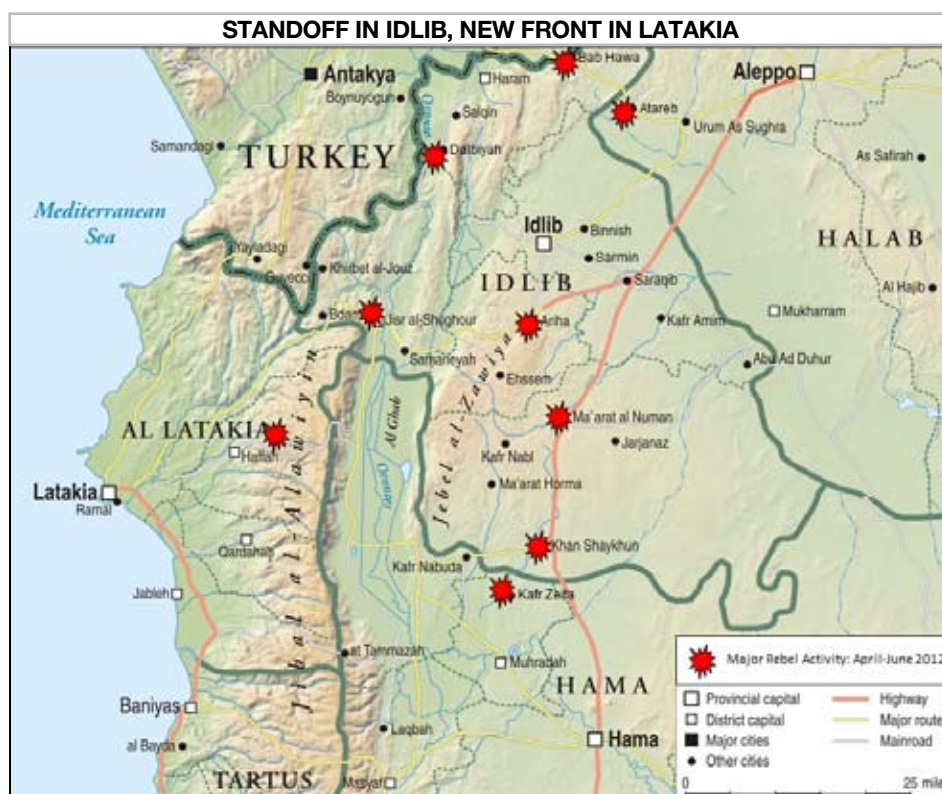 STANDOFF IN IDLIB, NEW FRONT IN LATAKIA
Bab Hawa
Antakya
Haram
Aleppo
Boynuyogun
Salqin
Atareb
Urum As Sughra
Samandagi
TURKEY
As Safirah
Mediterranean
Sea
Idlib
Binnish
HALAB
Yayladagi
Sarmin
Guvecci
Khirbet al-Jouz
IDLIB
Saraqib
Al Hajib
Jisr al-Shughour
Ariha
Kafr Amim
Mukharram
Samaneyah
Abu Ad Duhur
Ehssem
Jebel al-Zawiya
Jibal al-Alawiyin
Al Ghab
Orontes
Ma'arat al Numan
AL LATAKIA
Haffah
Kafr Nabl
Jarjanaz
Latakia
Ramal
Ma'arat Horma
Qardahah
Khan Shaykhun
Kafr Nabuda
Jableh
Kafr Zeita
at Tammazah
Muhradah
HAMA
Baniyas
Laqbah
al Bayda
Hama
TARTUS
Masyaf
Major Rebel Activity: April-June 2012
Provincial capital
Highway
District capital
Major route
Major cities
Mainroad
Other cities
0
25 mile